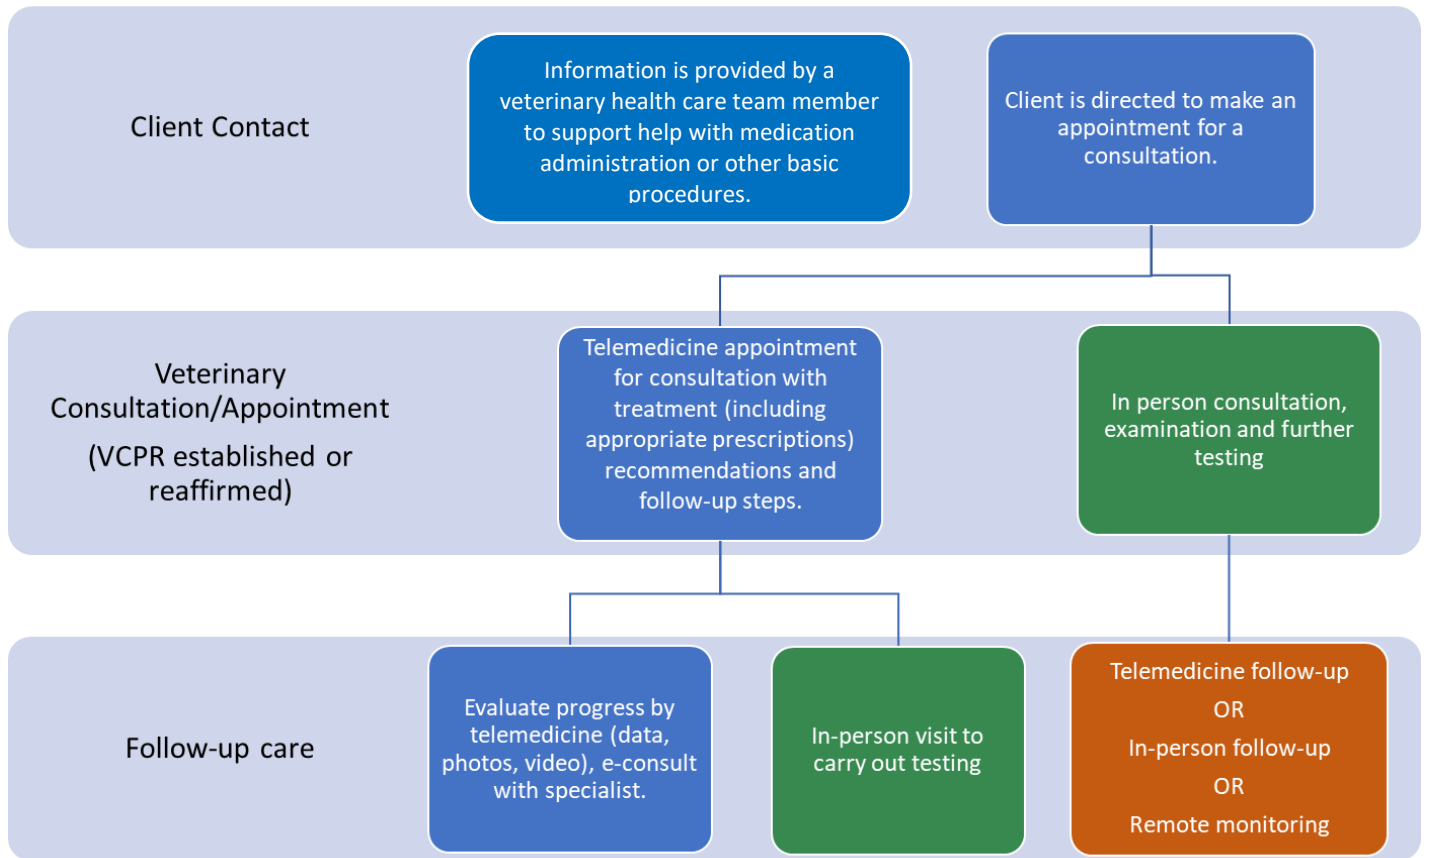 Client Contact
Information is provided by a
veterinary health care team member
to support help with medication
administration or other basic
procedures.
Client is directed to make an
appointment for a
consultation.
Veterinary
Consultation/Appointment
(VCPR established or
reaffirmed)
Telemedicine appointment
for consultation with
treatment (including
appropriate prescriptions)
recommendations and
follow-up steps.
In person consultation,
examination and further
testing
Follow-up care
Evaluate progress by
telemedicine (data,
photos, video), e-consult
with specialist.
In-person visit to
carry out testing
Telemedicine follow-up
OR
In-person follow-up
OR
Remote monitoring